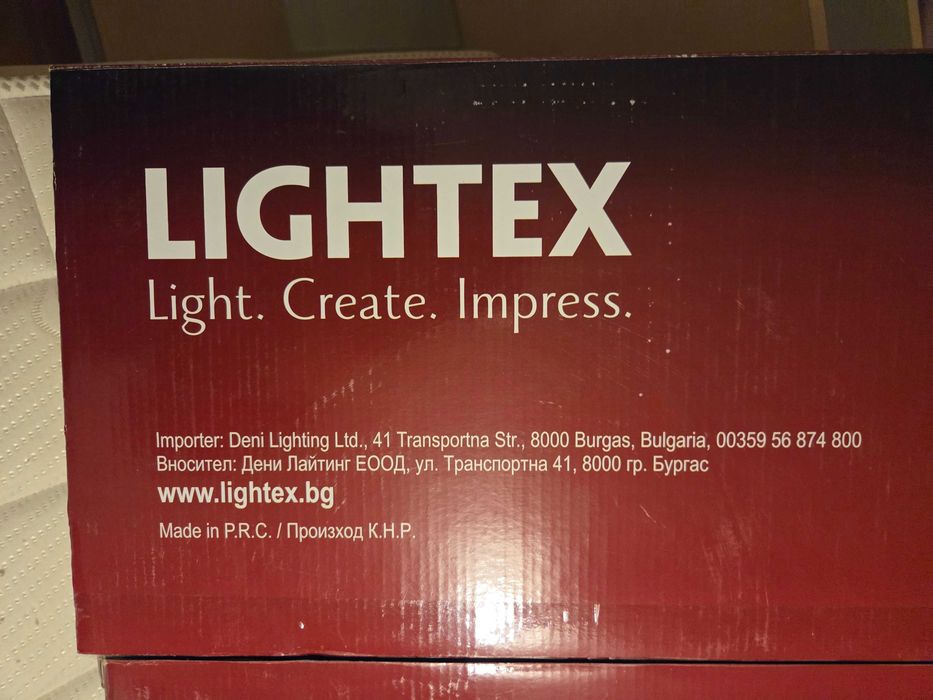 LIGHTEX
Light. Create. Impress.
Importer: Deni Lighting Ltd., 41 Transportna Str., 8000 Burgas, Bulgaria, 00359 56 874 800
Вносител: Дени Лайтинг ЕООД, ул. Транспортна 41, 8000 гр. Бургас
www.lightex.bg
Made in P.R.C. / Произход К.Н.Р.